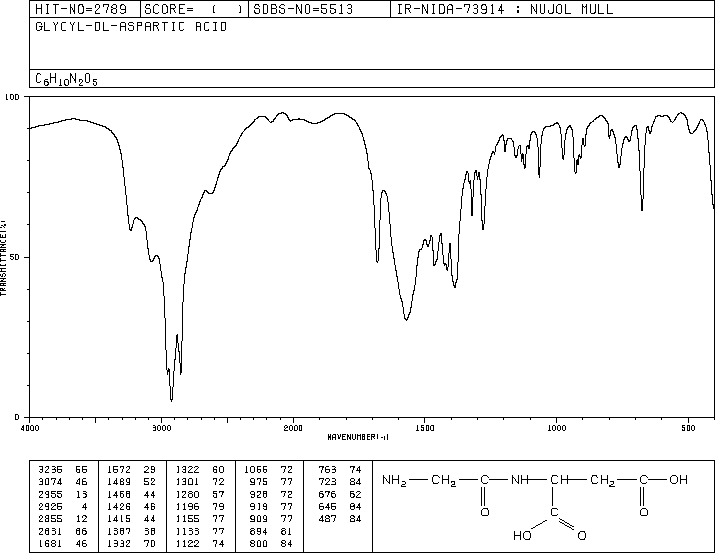 HIT-NO=2789 SCORE= ( ) SDBS-NO=5513 IR-NIDA-73914 : NUJOL MULL
GLYCYL-DL-ASPARTIC ACID
C6H10N2O5
100
50
0
TRANSMITTANCE(%)
4000 3000 2000 1500 1000 500
WAVENUMBER(-1)
3236 1572 29 1322 60 1066 72 763 74
3074 46 1489 52 1301 72 975 77 723 84
2955 13 1468 44 1280 57 928 72 676 62
2925 4 1426 46 1196 79 919 77 646 84
2855 12 1415 44 1155 77 909 77 487 84
2631 66 1387 38 1133 77 894 81
1681 46 1332 70 1122 74 800 84
NH2 CH2 C NH CH CH2 C OH
O C O
HO O